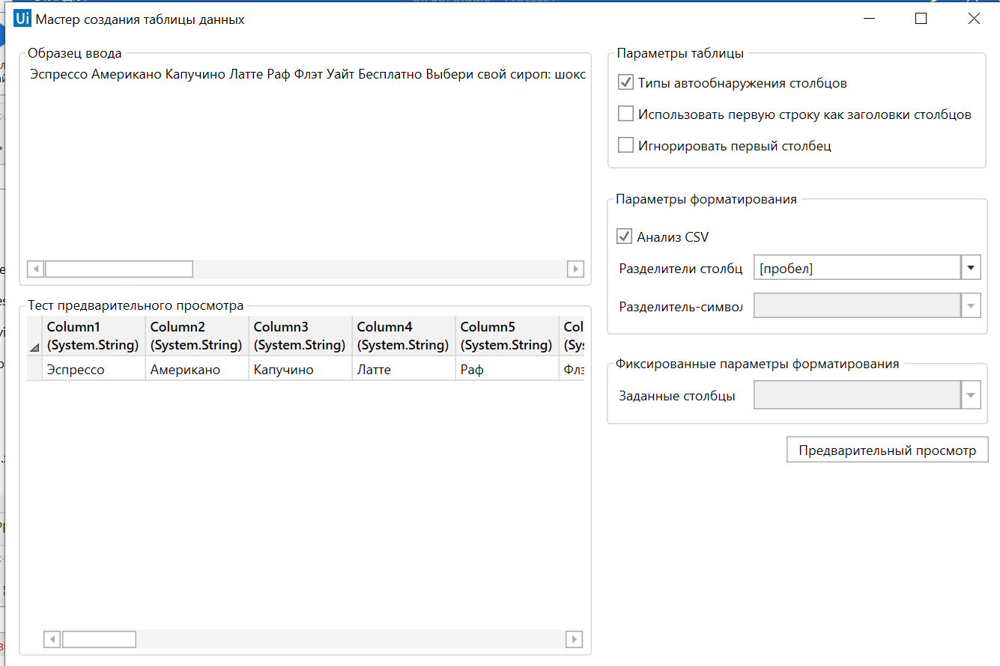 Ui Мастер создания таблицы данных
Образец ввода
Эспрессо Американо Капучино Латте Раф Флэт Уайт Бесплатно Выбери свой сироп: шокс
Тест предварительного просмотра
Column1 Column2 Column3 Column4 Column5 Col
(System.String) (System.String) (System.String) (System.String) (System.String) (Sys
Эспрессо Американо Капучино Латте Раф Флэ
Параметры таблицы
Типы автообнаружения столбцов
Использовать первую строку как заголовки столбцов
Игнорировать первый столбец
Параметры форматирования
Анализ CSV
Разделители столбц [пробел]
Разделитель-символ
Фиксированные параметры форматирования
Заданные столбцы
Предварительный просмотр